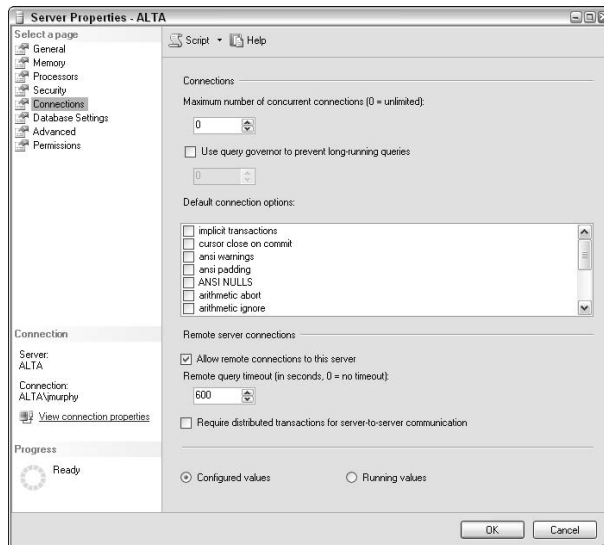 Server Properties - ALTA
Select a page
General
Memory
Processors
Security
Connections
Database Settings
Advanced
Permissions
Script
Help
Connections
Maximum number of concurrent connections (0 = unlimited):
0
Use query governor to prevent long-running queries
0
Default connection options:
implicit transactions
cursor close on commit
ansi warnings
ansi padding
ANSI NULLS
arithmetic abort
arithmetic ignore
Connection
Server:
ALTA
Connection:
ALTA\jmurphy
View connection properties
Remote server connections
Allow remote connections to this server
Remote query timeout (in seconds, 0 = no timeout):
600
Require distributed transactions for server-to-server communication
Progress
Ready
Configured values
Running values
OK
Cancel